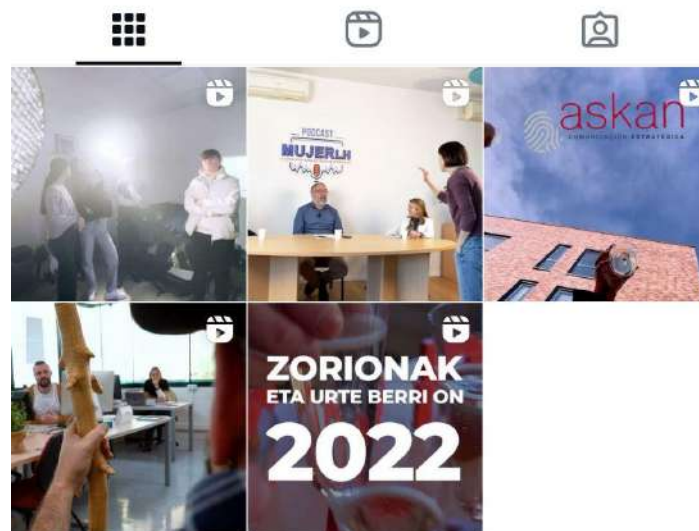 PODCAST
MUJERLH
askan
COMUNICACIÓN ESTRATÉGICA
ZORIONAK
ETA URTE BERRI ON
2022